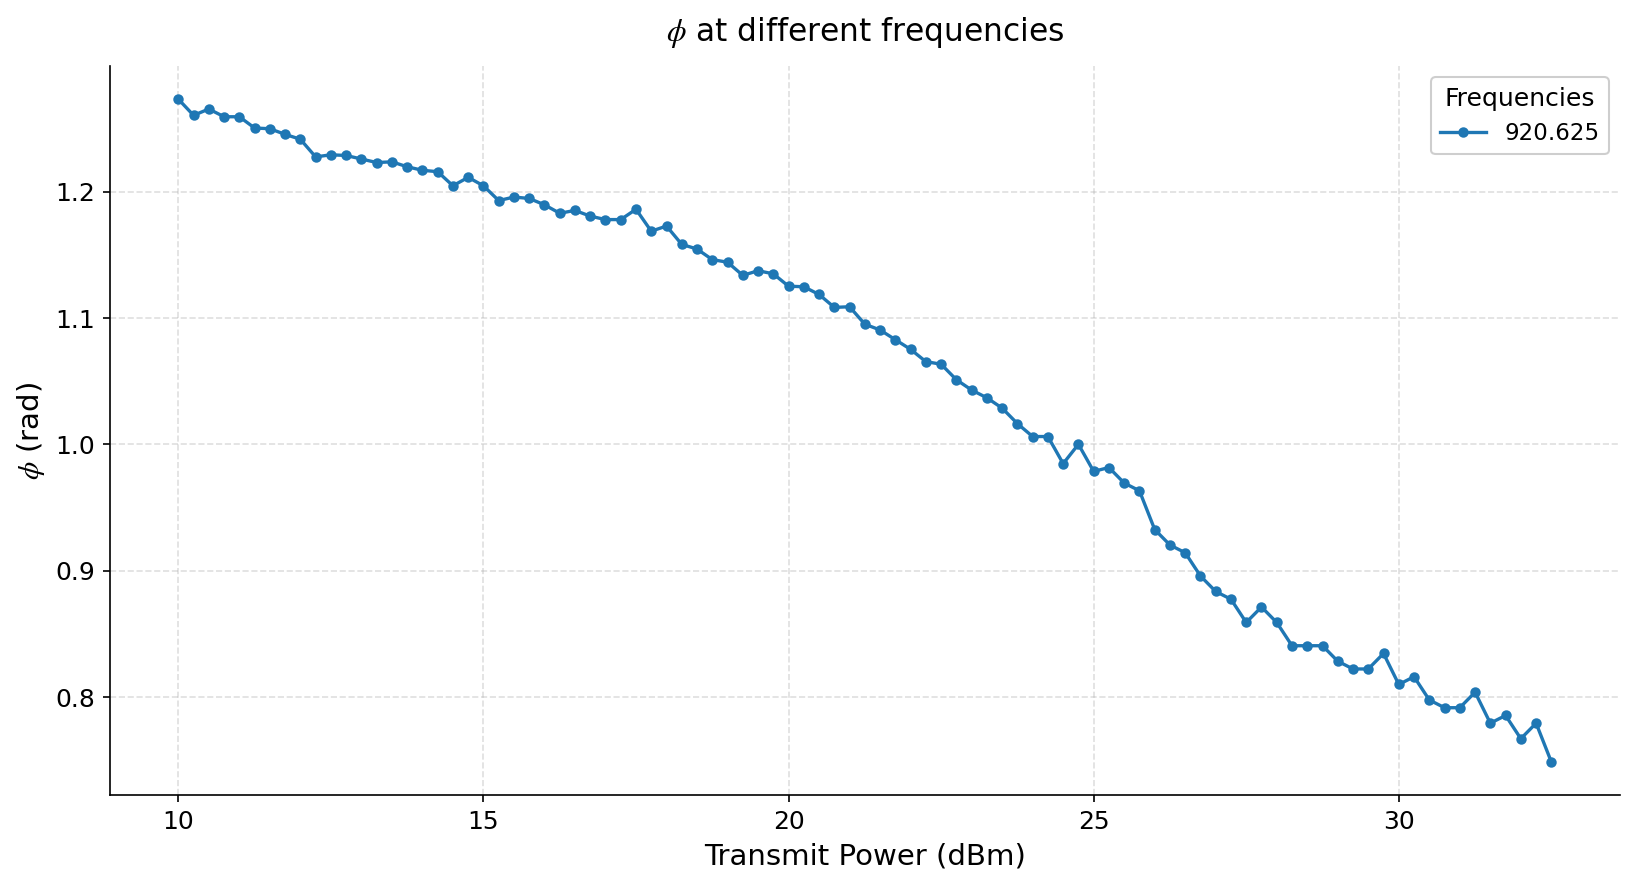 ϕ at different frequencies
Frequencies
920.625
1.2
1.1
1.0
0.9
0.8
ϕ (rad)
10 15 20 25 30
Transmit Power (dBm)